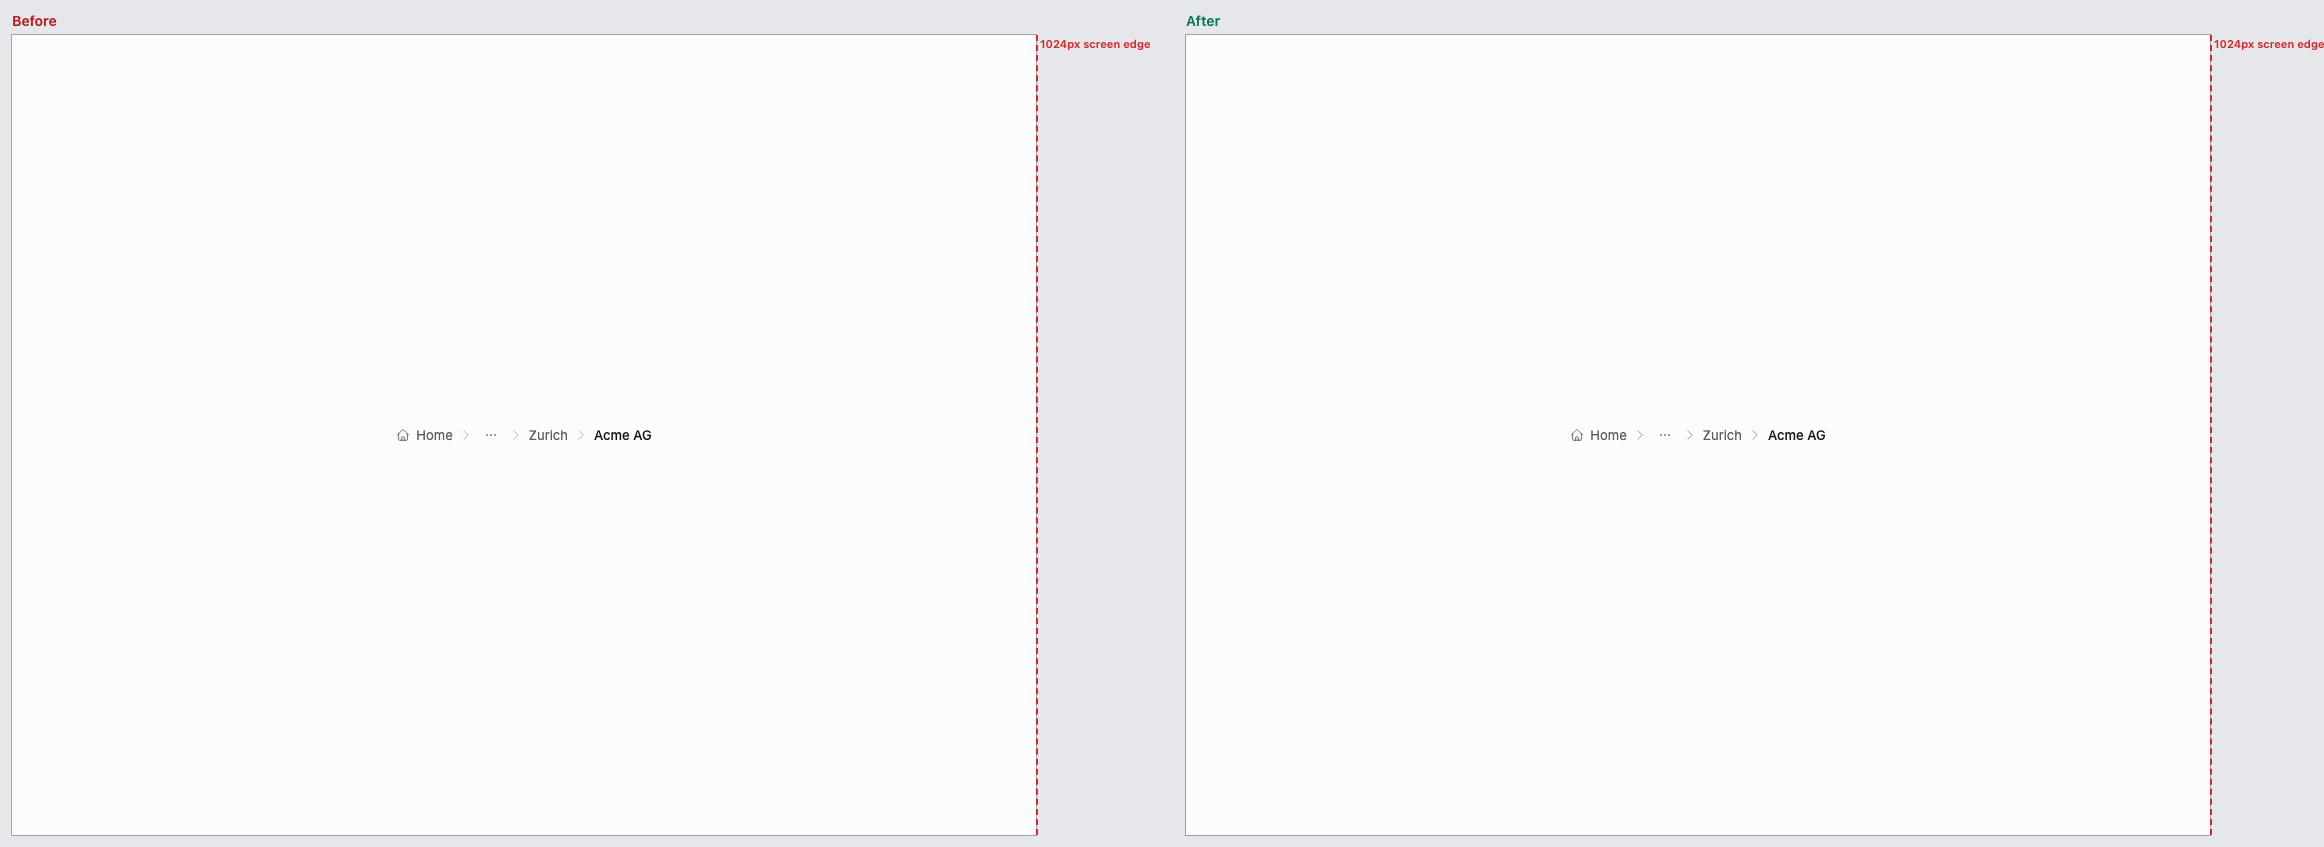 Before
1024px screen edge
Home ··· Zurich Acme AG
After
1024px screen edge
Home ··· Zurich Acme AG